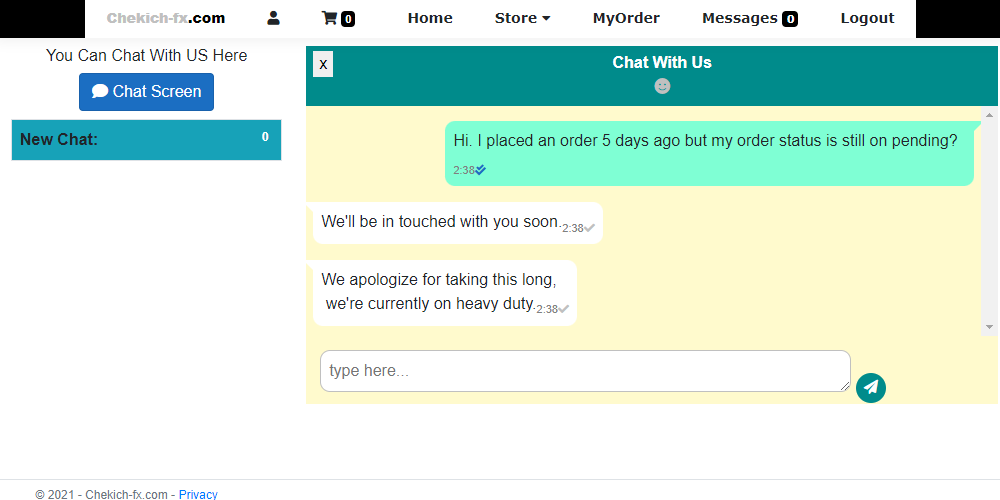 Chekich-fx.com 0 Home Store MyOrder Messages 0 Logout
You Can Chat With US Here
Chat Screen
New Chat: 0
x Chat With Us
Hi. I placed an order 5 days ago but my order status is still on pending?
2:38
We'll be in touched with you soon. 2:38
We apologize for taking this long,
we're currently on heavy duty. 2:38
type here...
© 2021 - Chekich-fx.com - Privacy